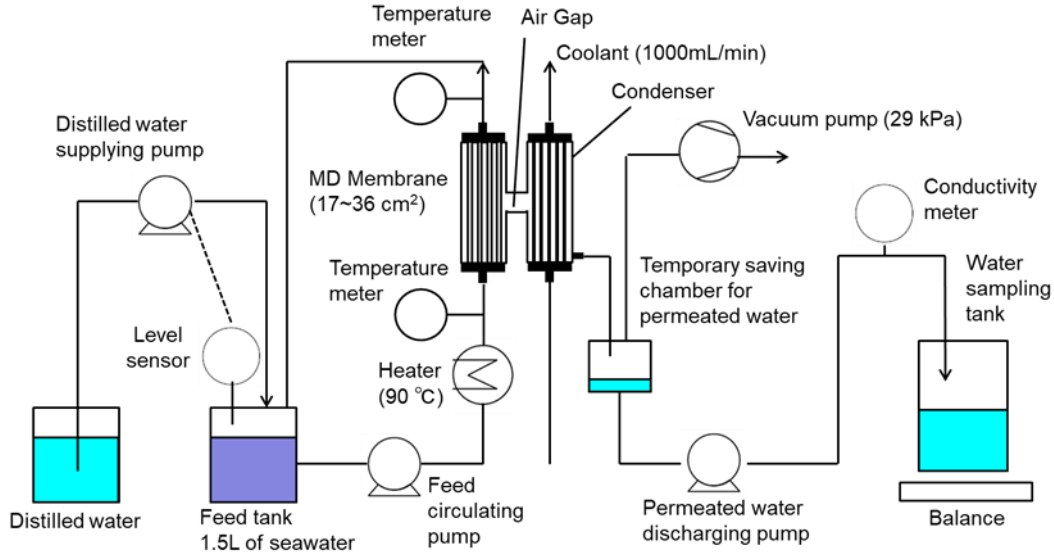 Temperature
meter
Air Gap
Coolant (1000mL/min)
Condenser
Vacuum pump (29 kPa)
Distilled water
supplying pump
MD Membrane
(17~36 cm²)
Conductivity
meter
Temperature
meter
Temporary saving
chamber for
permeated water
Water
sampling
tank
Level
sensor
Heater
(90 ℃)
Distilled water
Feed tank
1.5L of seawater
Feed
circulating
pump
Permeated water
discharging pump
Balance